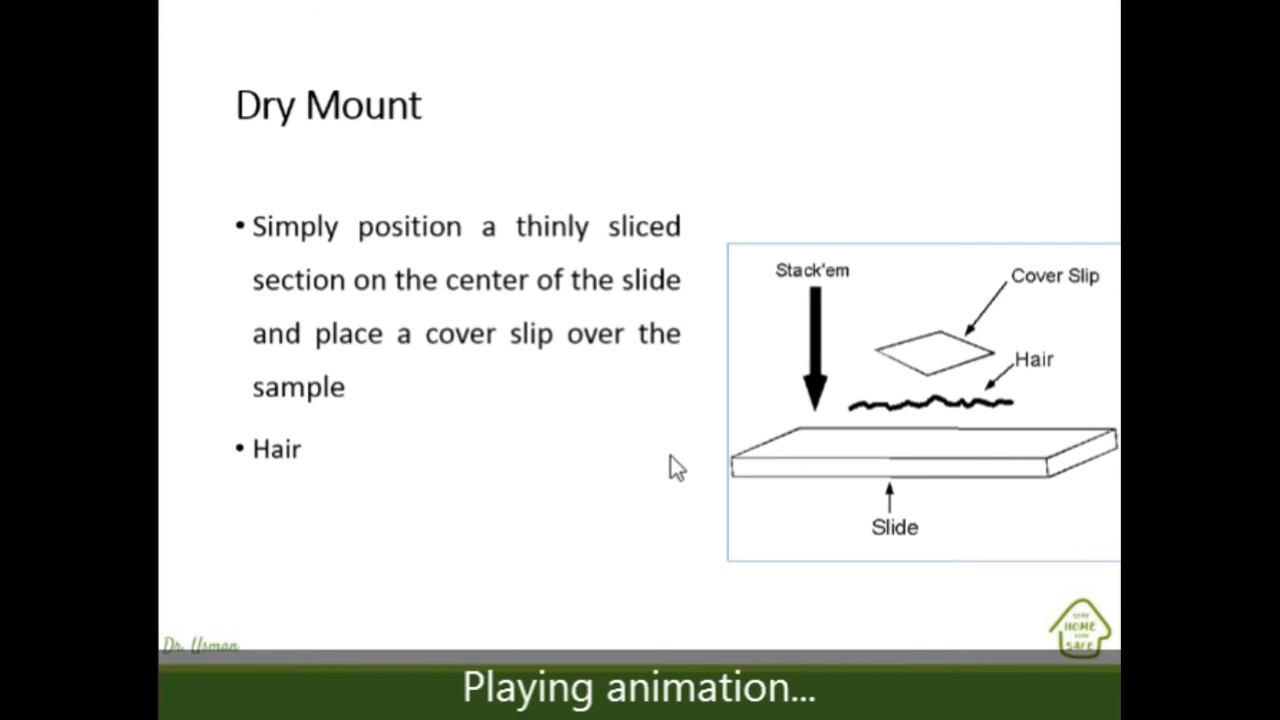 Dry Mount
• Simply position a thinly sliced
section on the center of the slide
and place a cover slip over the
sample
• Hair
Stack'em
Cover Slip
Hair
Slide
STAY
HOME
STAY
SAFE
Dr. Usman
Playing animation...